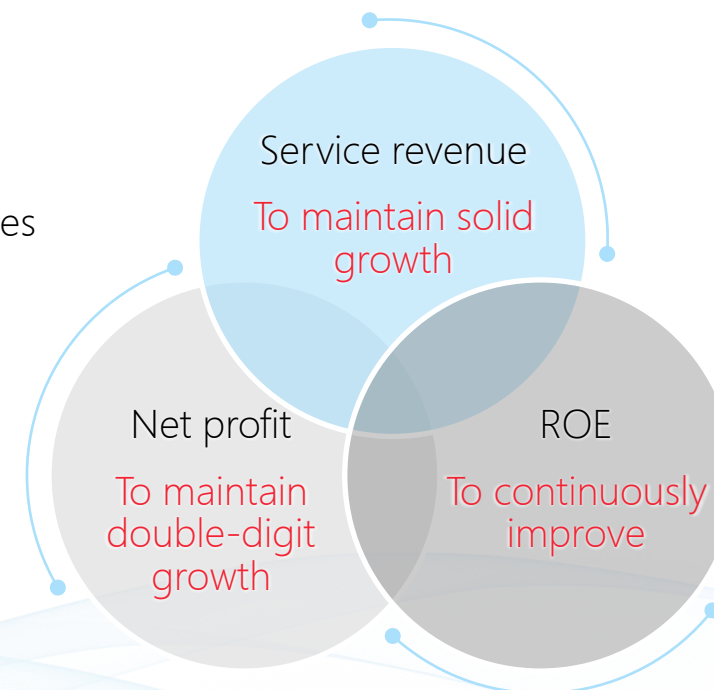 Service revenue
To maintain solid
growth
es
Net profit
To maintain
double-digit
growth
ROE
To continuously
improve